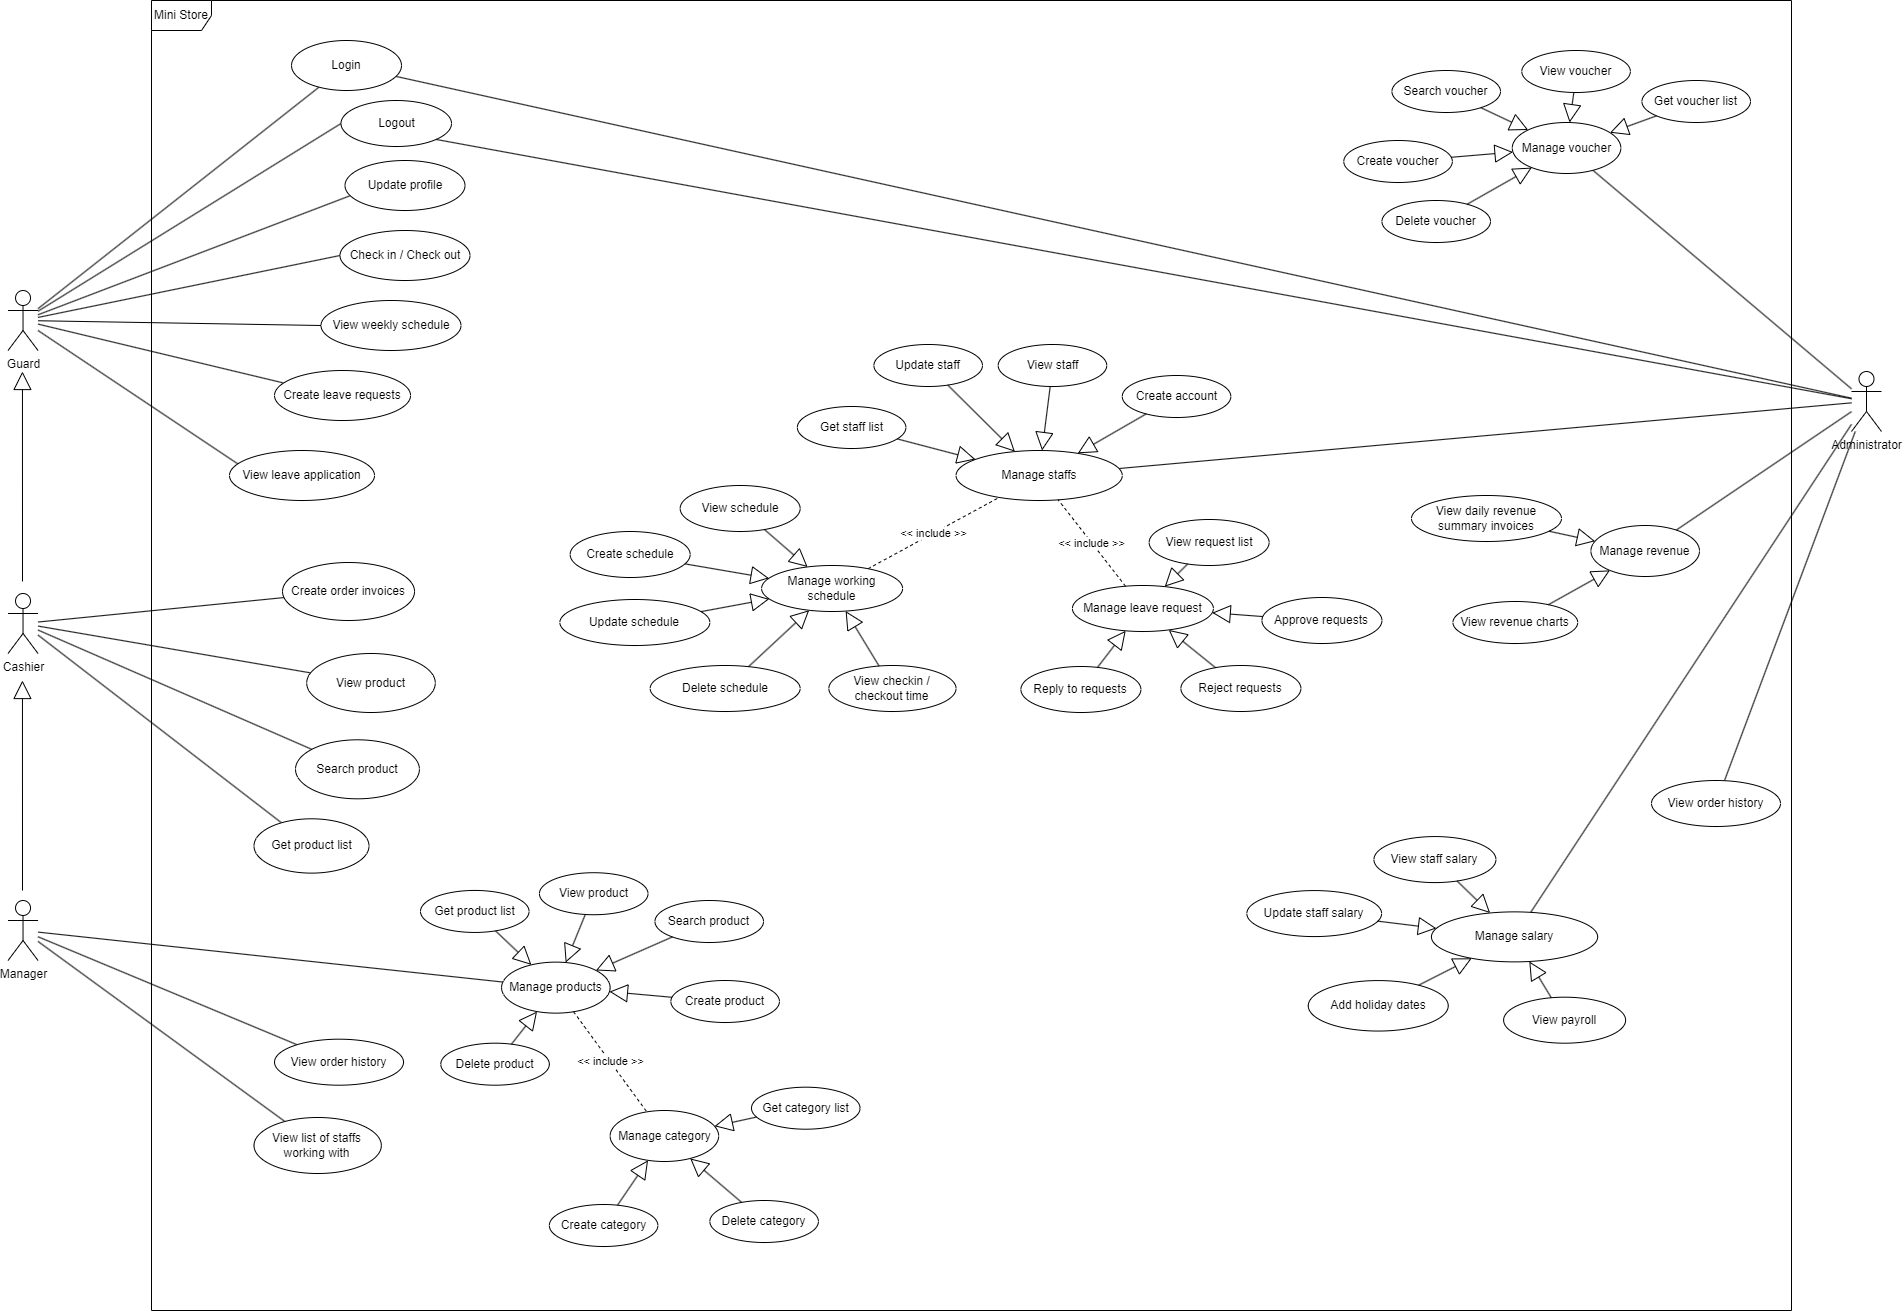 Mini Store
Login
Logout
Update profile
Check in / Check out
View weekly schedule
Create leave requests
View leave application
Guard
Create order invoices
View product
Search product
Get product list
Cashier
Manager
View order history
View list of staffs
working with
Get product list
View product
Search product
Manage products
Create product
Delete product
<< include >>
Get category list
Manage category
Create category
Delete category
Update staff
View staff
Create account
Get staff list
Manage staffs
<< include >>
<< include >>
View schedule
Create schedule
Manage working
schedule
Update schedule
Delete schedule
View checkin /
checkout time
View request list
Manage leave request
Approve requests
Reply to requests
Reject requests
View voucher
Search voucher
Get voucher list
Manage voucher
Create voucher
Delete voucher
Administrator
View daily revenue
summary invoices
Manage revenue
View revenue charts
View order history
View staff salary
Update staff salary
Manage salary
Add holiday dates
View payroll